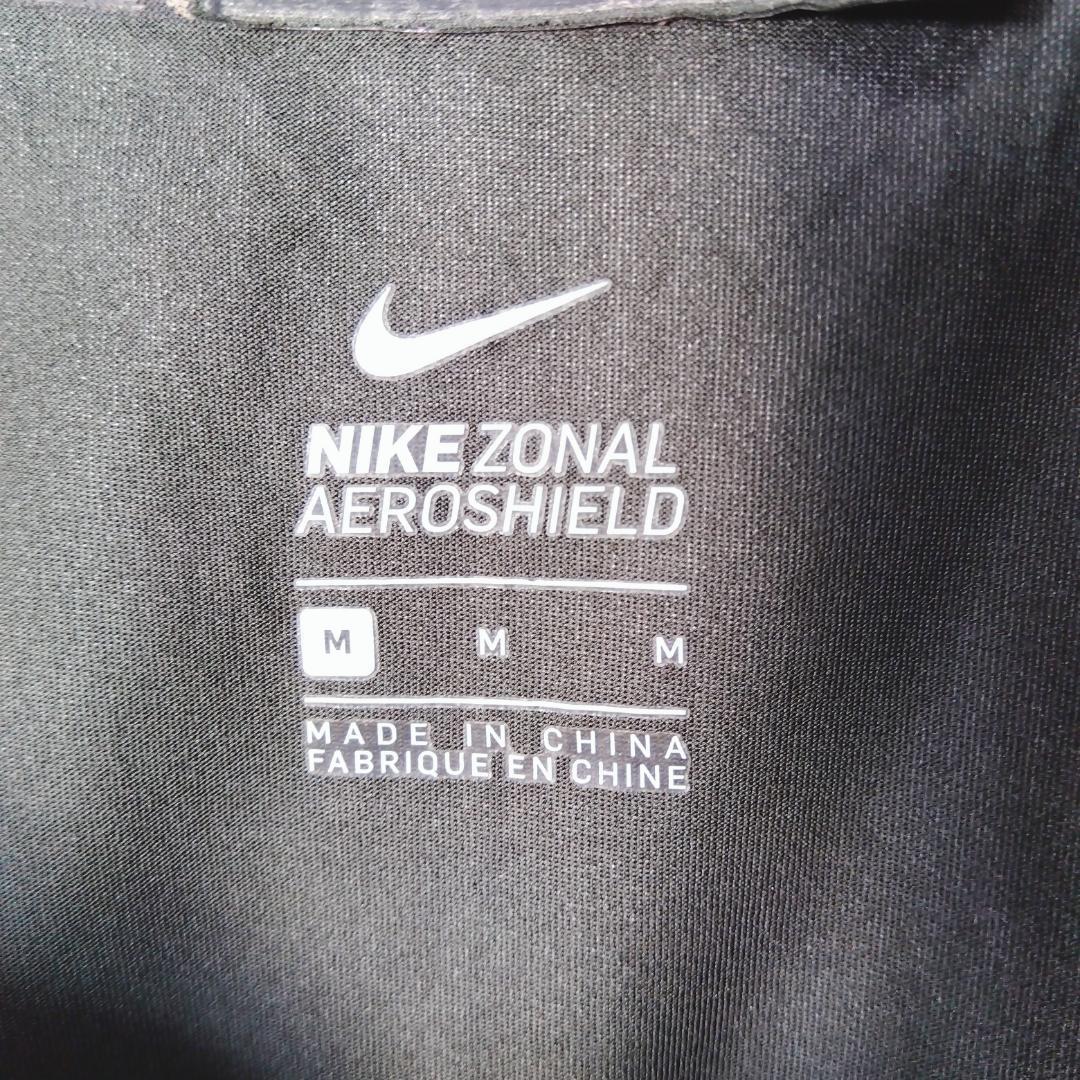 NIKE ZONAL
AEROSHIELD
M M M
MADE IN CHINA
FABRIQUE EN CHINE